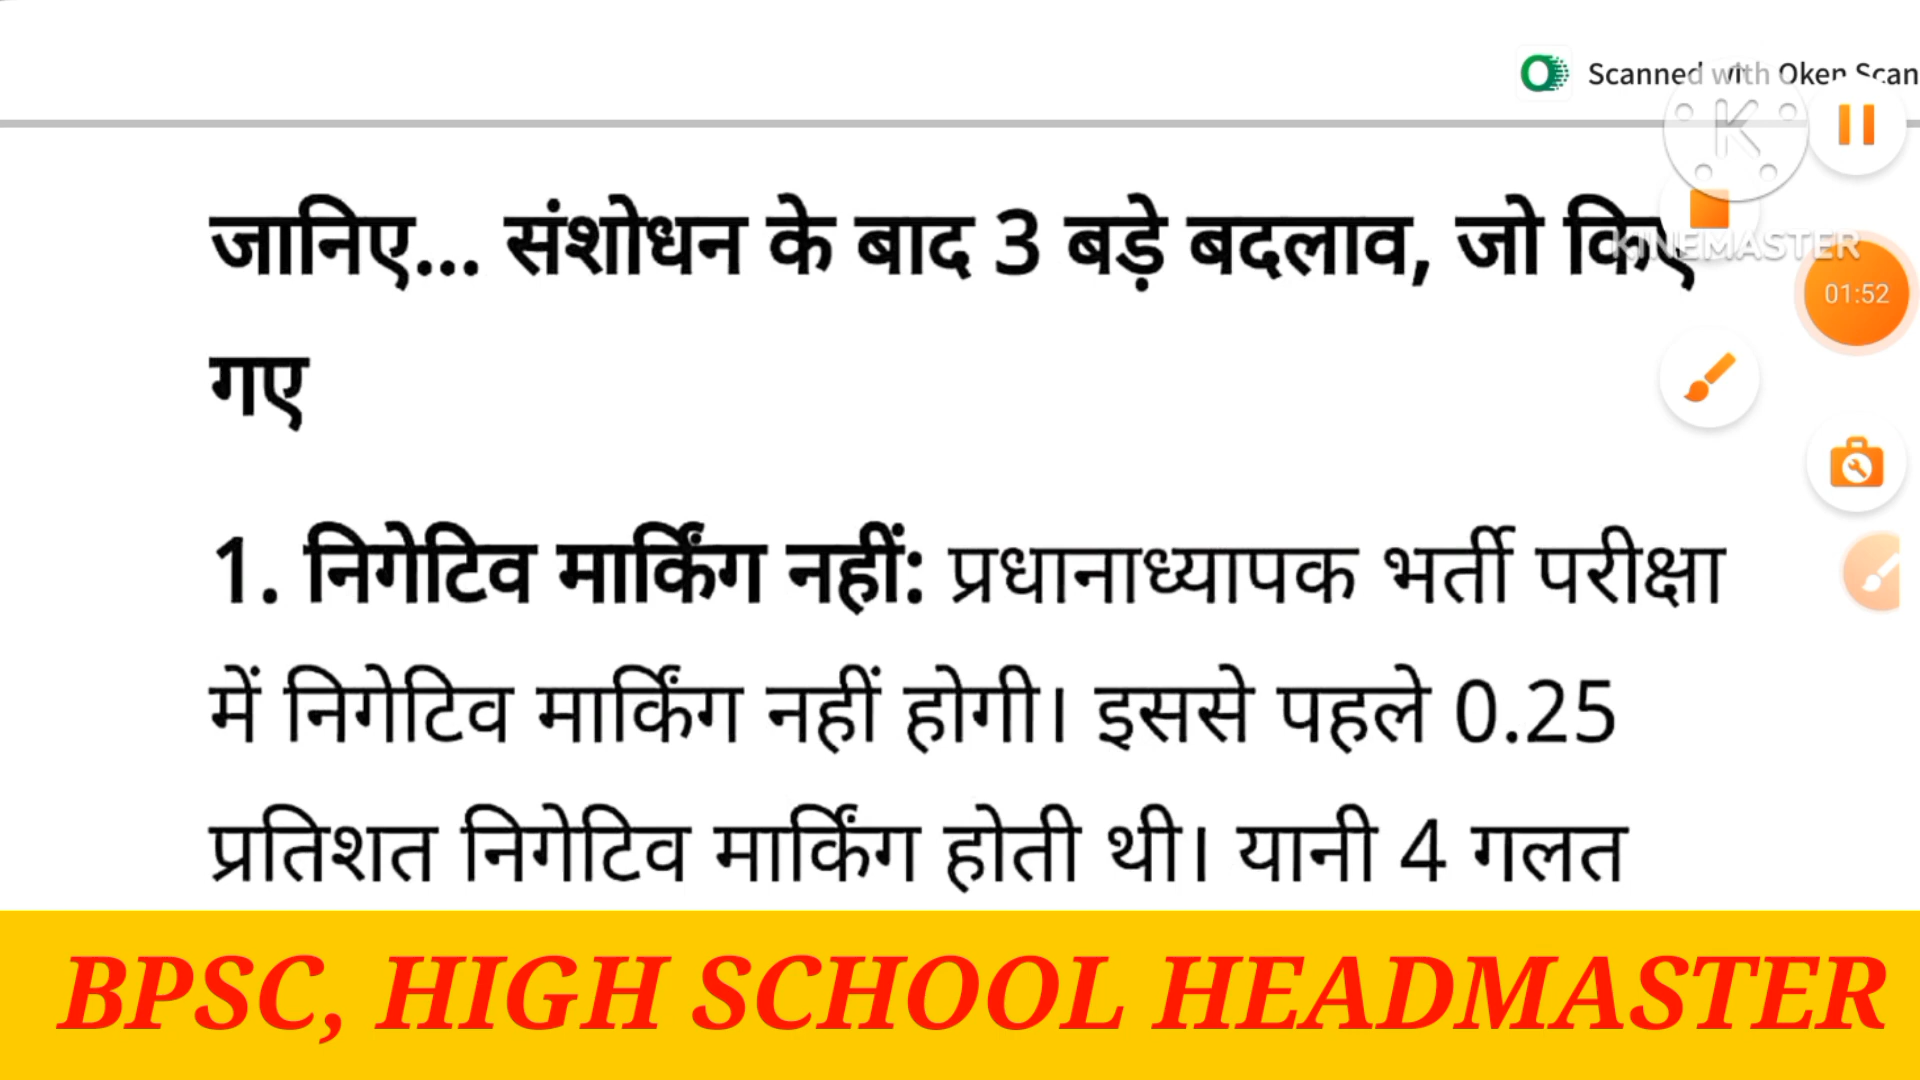 Scanned with Oken Scan
जानिए... संशोधन के बाद 3 बड़े बदलाव, जो किए
KINEMASTER
01:52
गए
1. निगेटिव मार्किंग नहीं: प्रधानाध्यापक भर्ती परीक्षा
में निगेटिव मार्किंग नहीं होगी। इससे पहले 0.25
प्रतिशत निगेटिव मार्किंग होती थी। यानी 4 गलत
BPSC, HIGH SCHOOL HEADMASTER